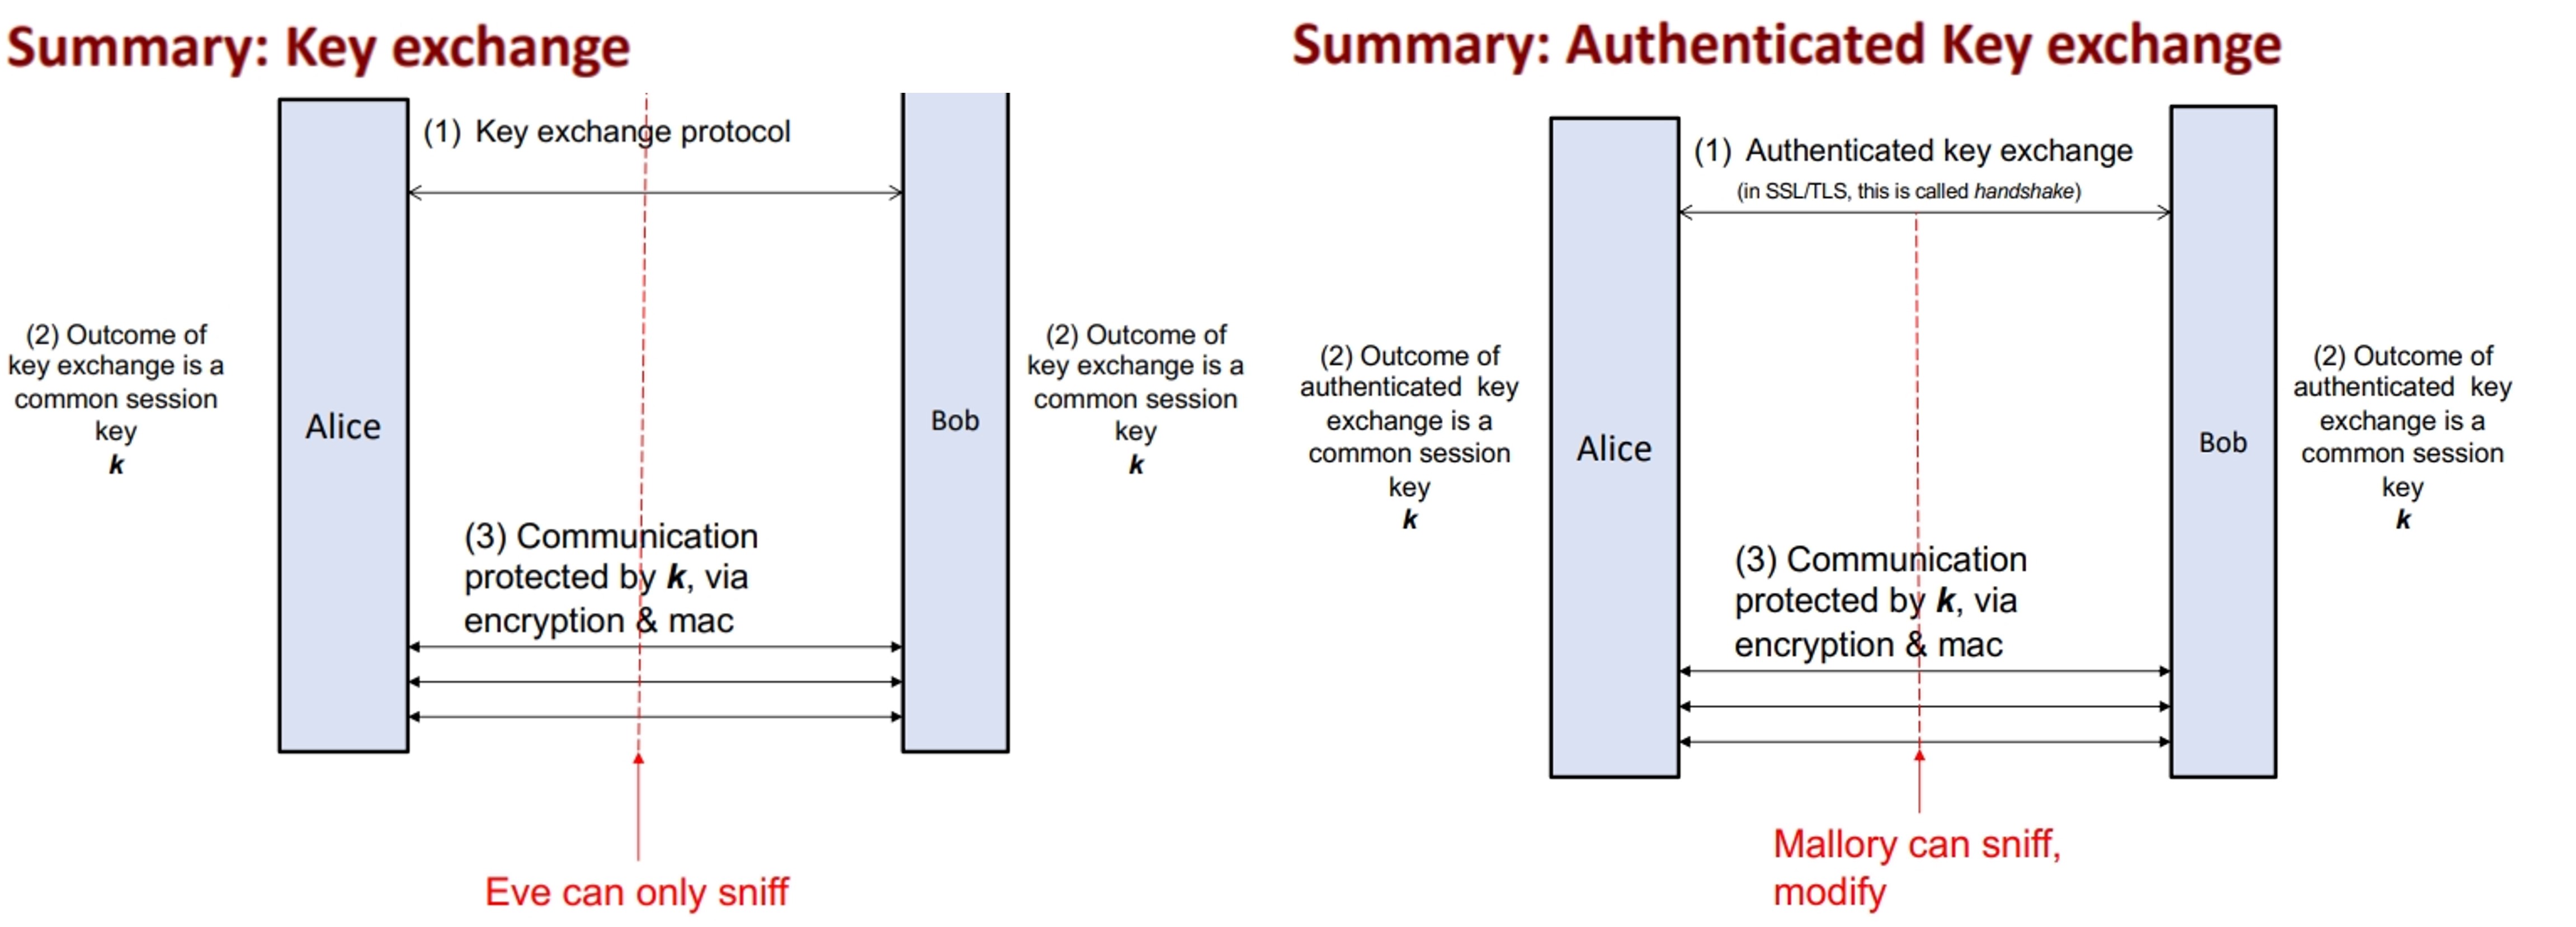 Summary: Key exchange
(1) Key exchange protocol
(2) Outcome of
key exchange is a
common session
key
k
Alice
Bob
(2) Outcome of
key exchange is a
common session
key
k
(3) Communication
protected by k, via
encryption & mac
Eve can only sniff
Summary: Authenticated Key exchange
(1) Authenticated key exchange
(in SSL/TLS, this is called handshake)
(2) Outcome of
authenticated key
exchange is a
common session
key
k
Alice
Bob
(2) Outcome of
authenticated key
exchange is a
common session
key
k
(3) Communication
protected by k, via
encryption & mac
Mallory can sniff,
modify